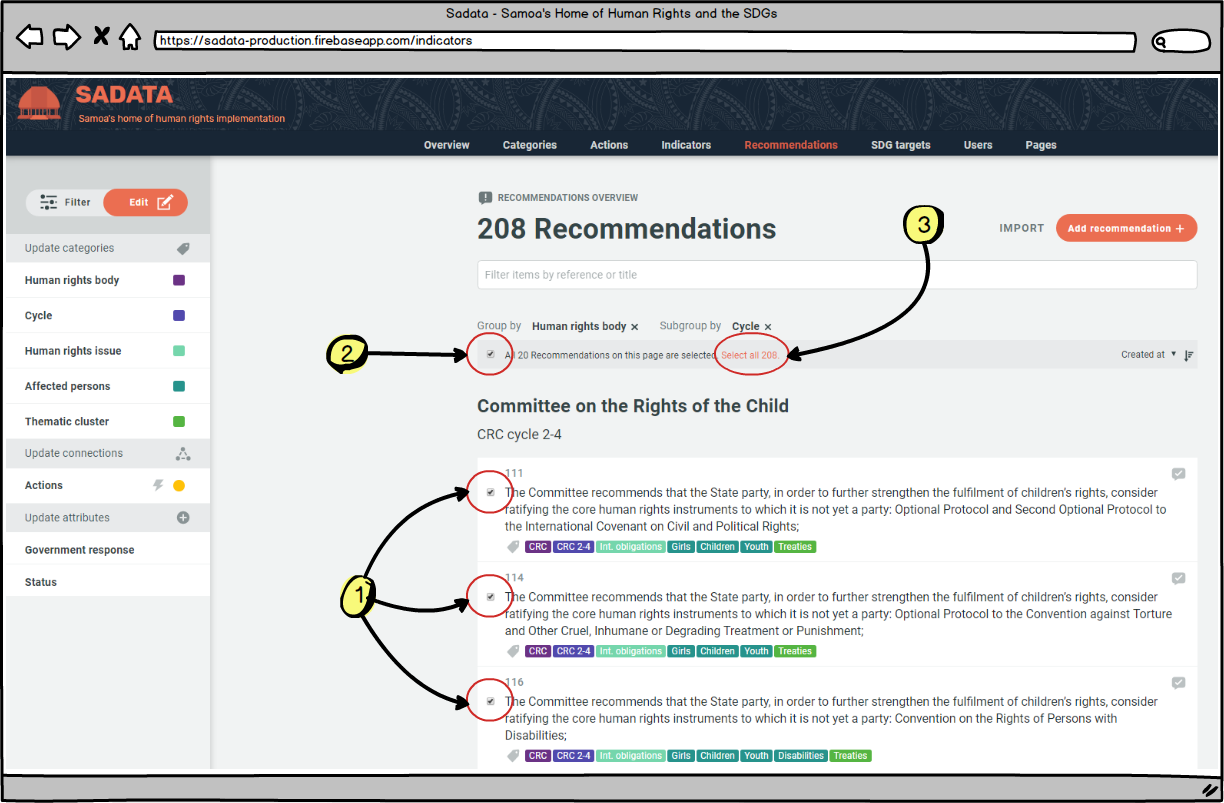 Sadata - Samoa's Home of Human Rights and the SDGs
https://sadata-production.firebaseapp.com/indicators
SADATA
Samoa's home of human rights implementation
Overview Categories Actions Indicators Recommendations SDG targets Users Pages
Filter Edit
Update categories
Human rights body
Cycle
Human rights issue
Affected persons
Thematic cluster
Update connections
Actions
Update attributes
Government response
Status
RECOMMENDATIONS OVERVIEW
208 Recommendations
IMPORT Add recommendation +
3
Filter items by reference or title
Group by Human rights body × Subgroup by Cycle ×
2
All 20 Recommendations on this page are selected. Select all 208. Created at
Committee on the Rights of the Child
CRC cycle 2-4
111
The Committee recommends that the State party, in order to further strengthen the fulfilment of children's rights, consider
ratifying the core human rights instruments to which it is not yet a party: Optional Protocol and Second Optional Protocol to
the International Covenant on Civil and Political Rights;
CRC CRC 2-4 Int. obligations Girls Children Youth Treaties
1
114
The Committee recommends that the State party, in order to further strengthen the fulfilment of children's rights, consider
ratifying the core human rights instruments to which it is not yet a party: Optional Protocol to the Convention against Torture
and Other Cruel, Inhumane or Degrading Treatment or Punishment;
CRC CRC 2-4 Int. obligations Girls Children Youth Treaties
116
The Committee recommends that the State party, in order to further strengthen the fulfilment of children's rights, consider
ratifying the core human rights instruments to which it is not yet a party: Convention on the Rights of Persons with
Disabilities;
CRC CRC 2-4 Int. obligations Girls Children Youth Disabilities Treaties